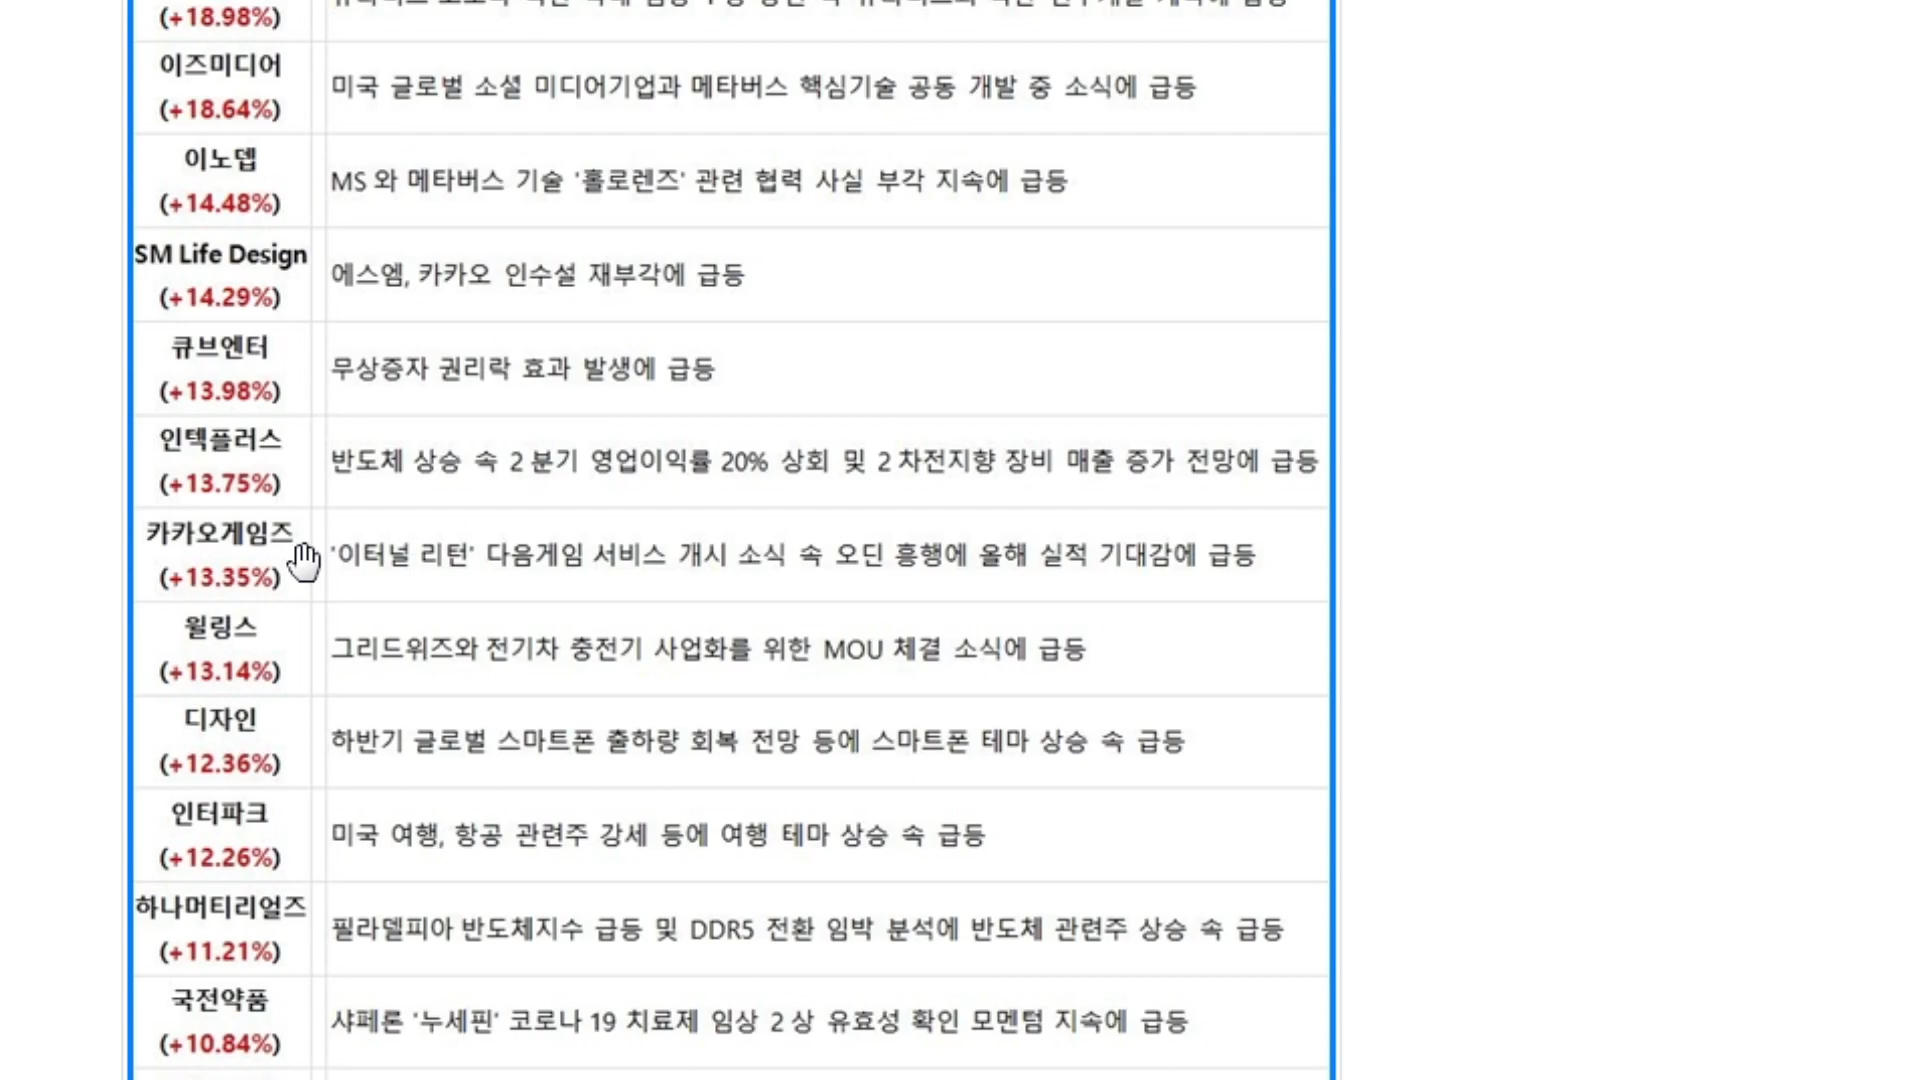 (+18.98%)
이즈미디어
(+18.64%)
미국 글로벌 소셜 미디어기업과 메타버스 핵심기술 공동 개발 중 소식에 급등
이노뎁
(+14.48%)
MS 와 메타버스 기술 '홀로렌즈' 관련 협력 사실 부각 지속에 급등
SM Life Design
(+14.29%)
에스엠, 카카오 인수설 재부각에 급등
큐브엔터
(+13.98%)
무상증자 권리락 효과 발생에 급등
인텍플러스
(+13.75%)
반도체 상승 속 2 분기 영업이익률 20% 상회 및 2 차전지향 장비 매출 증가 전망에 급등
카카오게임즈
(+13.35%)
'이터널 리턴' 다음게임 서비스 개시 소식 속 오딘 흥행에 올해 실적 기대감에 급등
윌링스
(+13.14%)
그리드위즈와 전기차 충전기 사업화를 위한 MOU 체결 소식에 급등
디자인
(+12.36%)
하반기 글로벌 스마트폰 출하량 회복 전망 등에 스마트폰 테마 상승 속 급등
인터파크
(+12.26%)
미국 여행, 항공 관련주 강세 등에 여행 테마 상승 속 급등
하나머티리얼즈
(+11.21%)
필라델피아 반도체지수 급등 및 DDR5 전환 임박 분석에 반도체 관련주 상승 속 급등
국전약품
(+10.84%)
샤페론 '누세핀' 코로나 19 치료제 임상 2 상 유효성 확인 모멘텀 지속에 급등